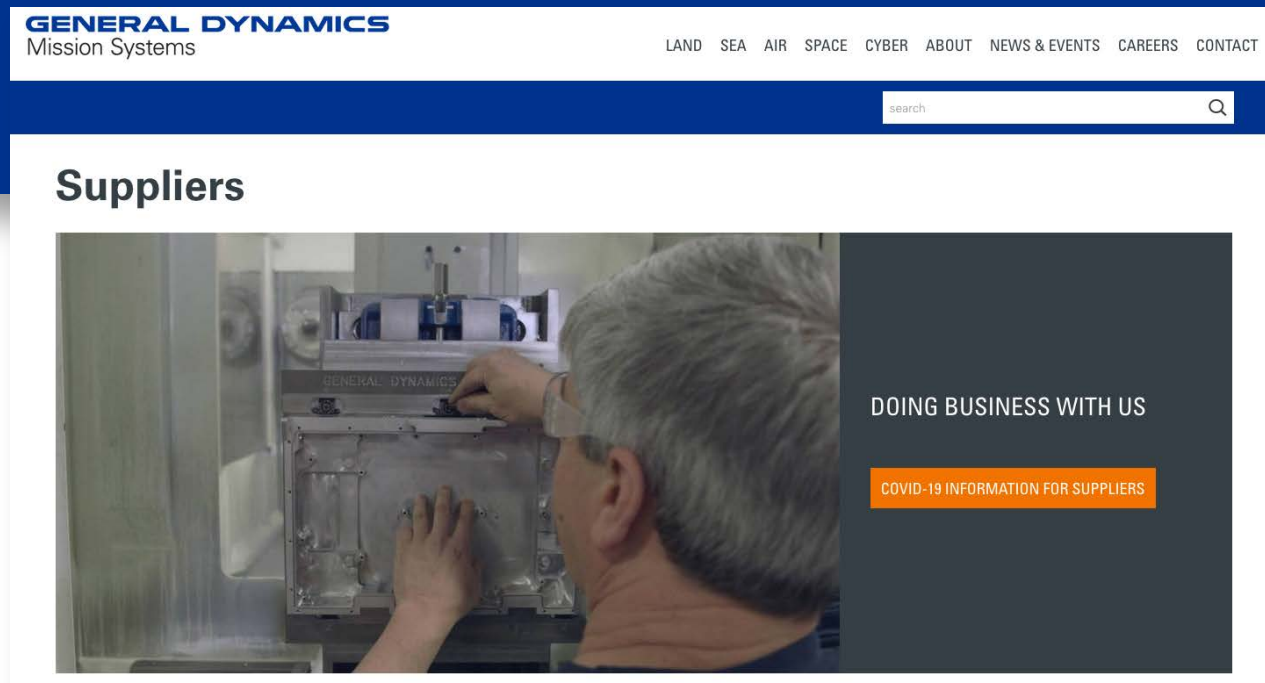 GENERAL DYNAMICS
Mission Systems
LAND SEA AIR SPACE CYBER ABOUT NEWS & EVENTS CAREERS CONTACT
search
Suppliers
GENERAL DYNAMICS
DOING BUSINESS WITH US
COVID-19 INFORMATION FOR SUPPLIERS